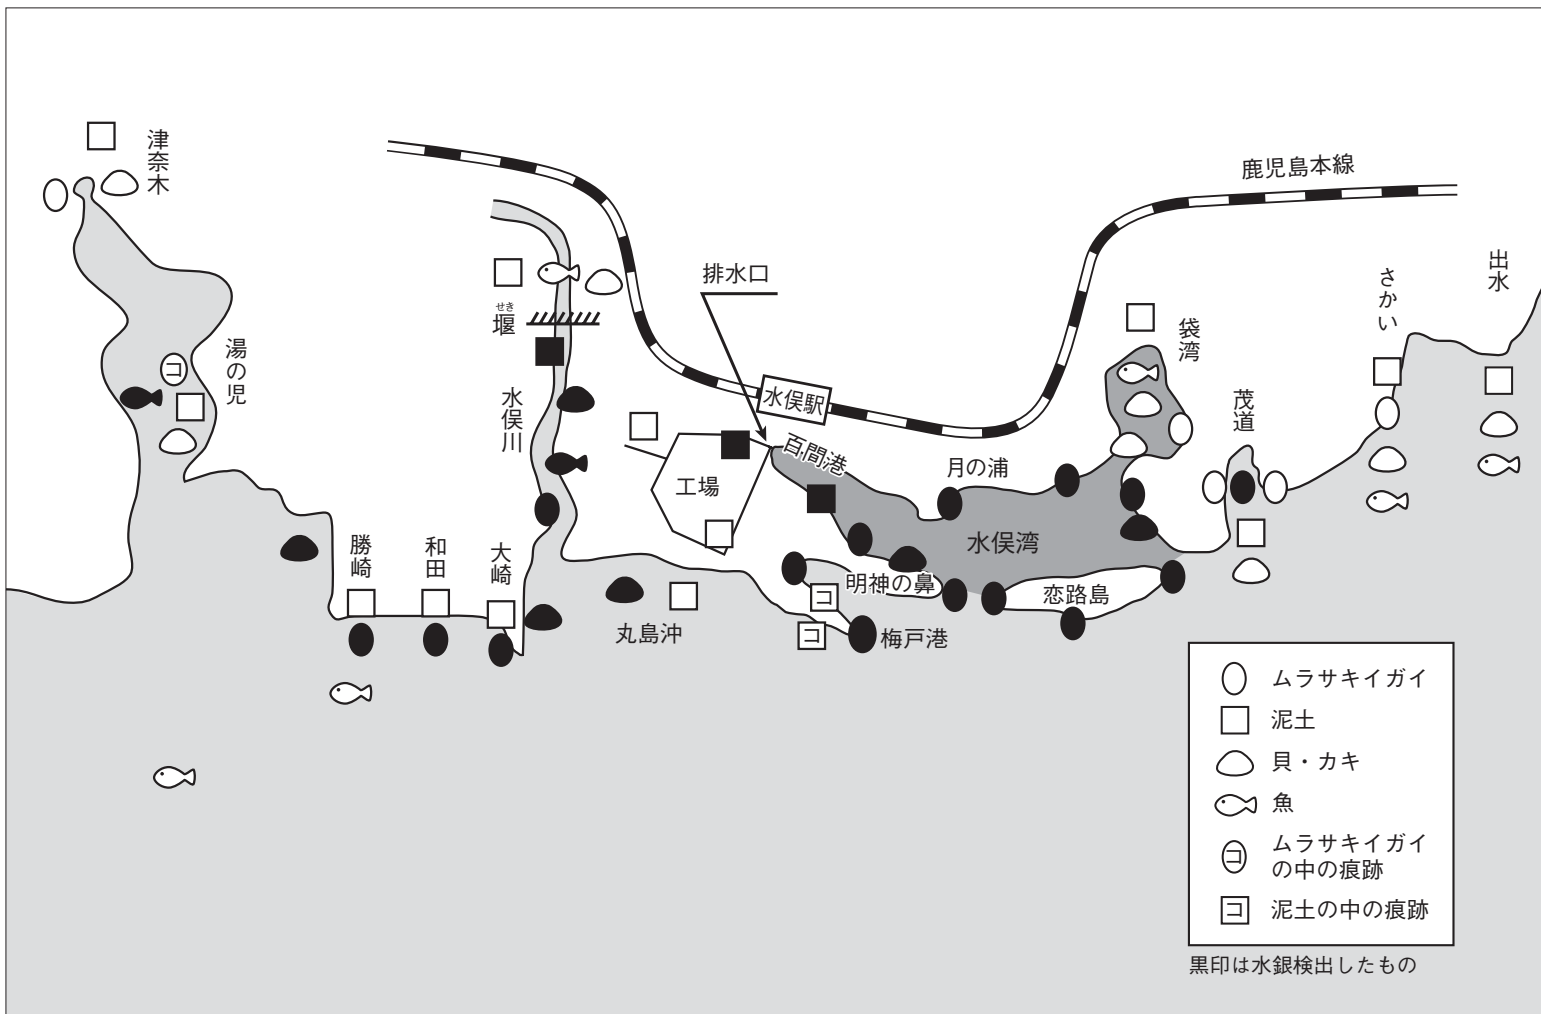 津奈木
鹿児島本線
排水口
出水
さかい
せき
堰
袋湾
湯の児
コ
水俣駅
水俣川
茂道
百間港
月の浦
工場
水俣湾
勝崎
和田
大崎
明神の鼻
恋路島
コ
丸島沖
コ
梅戸港
ムラサキイガイ
泥土
貝・カキ
魚
コ
ムラサキイガイ
の中の痕跡
コ
泥土の中の痕跡
黒印は水銀検出したもの